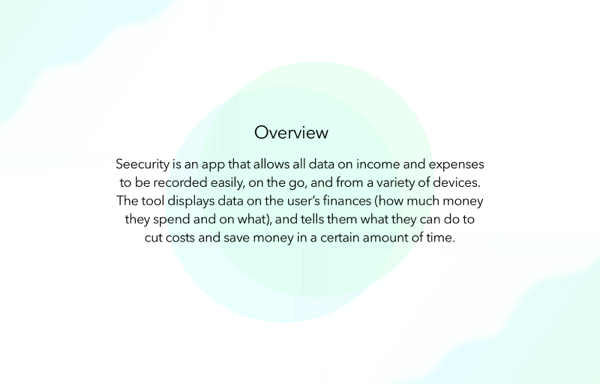 Overview
Seecurity is an app that allows all data on income and expenses
to be recorded easily, on the go, and from a variety of devices.
The tool displays data on the user’s finances (how much money
they spend and on what), and tells them what they can do to
cut costs and save money in a certain amount of time.